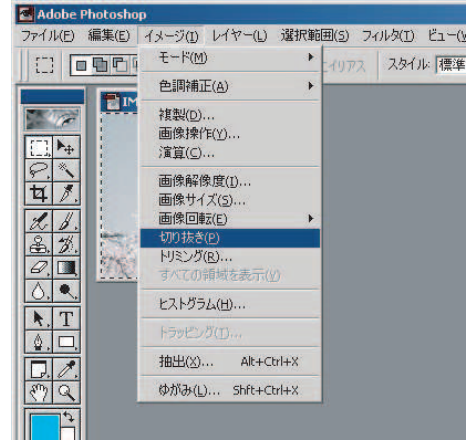 Adobe Photoshop
ファイル(F) 編集(E) イメージ(I) レイヤー(L) 選択範囲(S) フィルタ(T) ビュー(V
スタイル: 標準
IM
モード(M)
色調補正(A)
複製(D)...
画像操作(Y)...
演算(C)...
画像解像度(I)...
画像サイズ(S)...
画像回転(E)
切り抜き(P)
トリミング(R)...
すべての領域を表示(V)
ヒストグラム(H)...
トラッピング(T)...
抽出(X)... Alt+Ctrl+X
ゆがみ(L)... Shft+Ctrl+X
T